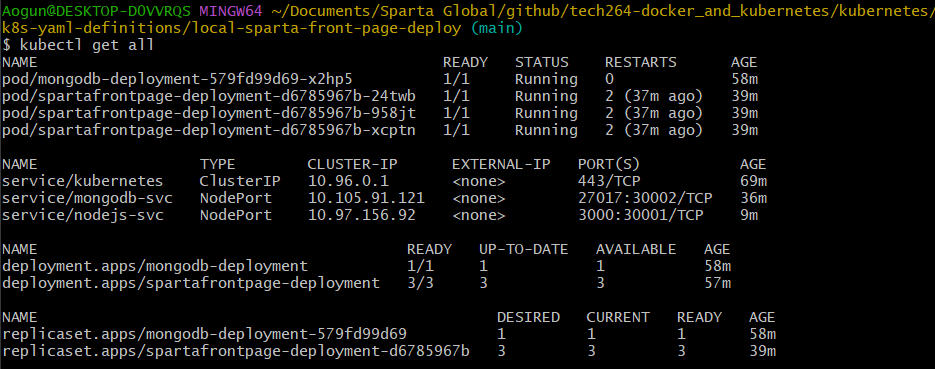 Aogun@DESKTOP-DOVVRQS MINGW64 ~/Documents/Sparta Global/github/tech264-docker_and_kubernetes/kubernetes/
k8s-yaml-definitions/local-sparta-front-page-deploy (main)
$ kubectl get all
NAME READY STATUS RESTARTS AGE
pod/mongodb-deployment-579fd99d69-x2hp5 1/1 Running 0 58m
pod/spartafrontpage-deployment-d6785967b-24twb 1/1 Running 2 (37m ago) 39m
pod/spartafrontpage-deployment-d6785967b-958jt 1/1 Running 2 (37m ago) 39m
pod/spartafrontpage-deployment-d6785967b-xcptn 1/1 Running 2 (37m ago) 39m
NAME TYPE CLUSTER-IP EXTERNAL-IP PORT(S) AGE
service/kubernetes ClusterIP 10.96.0.1 <none> 443/TCP 69m
service/mongodb-svc NodePort 10.105.91.121 <none> 27017:30002/TCP 36m
service/nodejs-svc NodePort 10.97.156.92 <none> 3000:30001/TCP 9m
NAME READY UP-TO-DATE AVAILABLE AGE
deployment.apps/mongodb-deployment 1/1 1 1 58m
deployment.apps/spartafrontpage-deployment 3/3 3 3 57m
NAME DESIRED CURRENT READY AGE
replicaset.apps/mongodb-deployment-579fd99d69 1 1 1 58m
replicaset.apps/spartafrontpage-deployment-d6785967b 3 3 3 39m